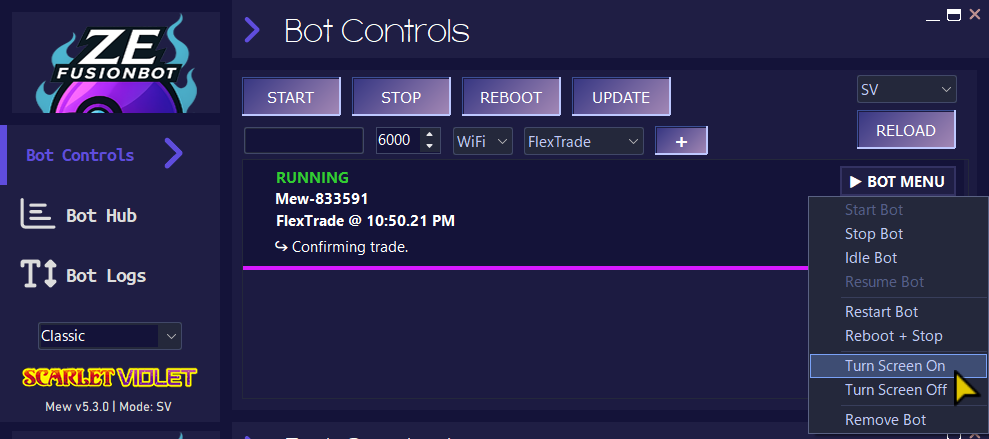 ZE
FUSIONBOT
Bot Controls
START
STOP
REBOOT
UPDATE
SV
RELOAD
6000
WiFi
FlexTrade
+
Bot Controls
Bot Hub
Bot Logs
Classic
SCARLET VIOLET
Mew v5.3.0 | Mode: SV
RUNNING
Mew-833591
FlexTrade @ 10:50.21 PM
↪ Confirming trade.
▶ BOT MENU
Start Bot
Stop Bot
Idle Bot
Resume Bot
Restart Bot
Reboot + Stop
Turn Screen On
Turn Screen Off
Remove Bot